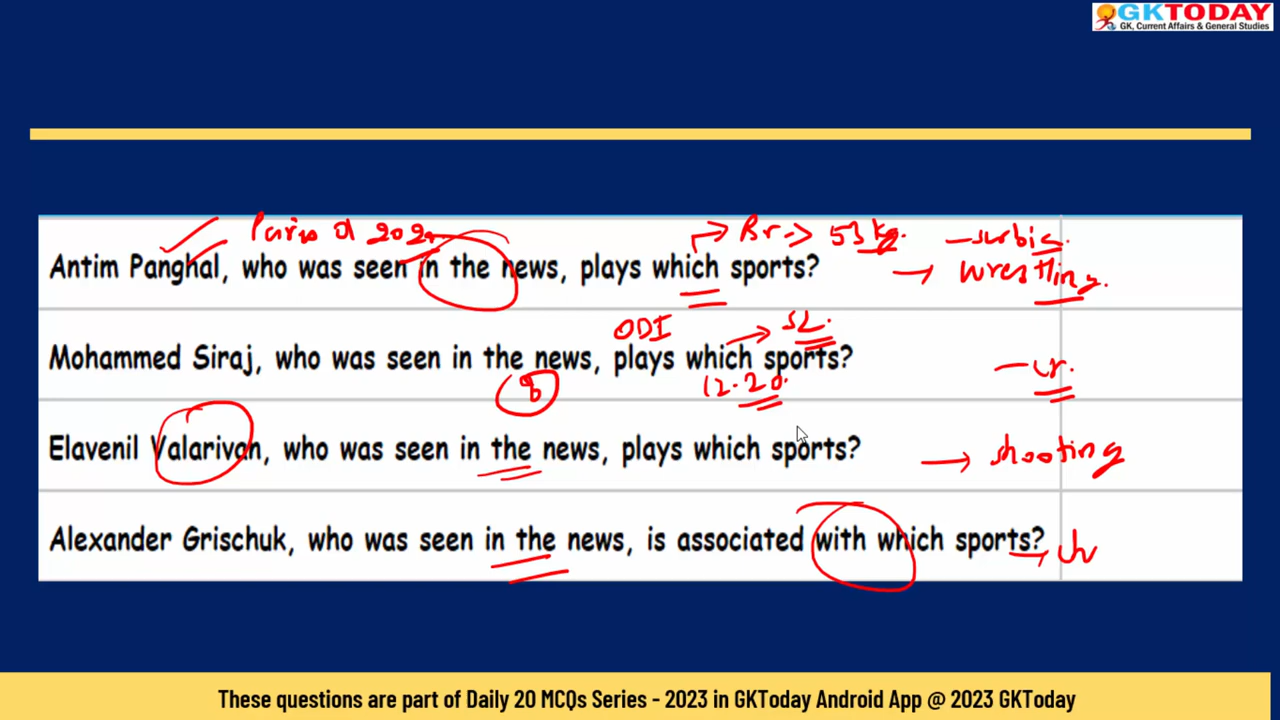 GKTODAY
GK, Current Affairs & General Studies
2024
53 kg.
Antim Panghal, who was seen in the news, plays which sports?
→ wrestling.
ODI
→ SL.
Mohammed Siraj, who was seen in the news, plays which sports?
- cr.
12.20.
Elavenil Valarivan, who was seen in the news, plays which sports?
→ shooting
Alexander Grischuk, who was seen in the news, is associated with which sports?
These questions are part of Daily 20 MCQs Series - 2023 in GKToday Android App @ 2023 GKToday